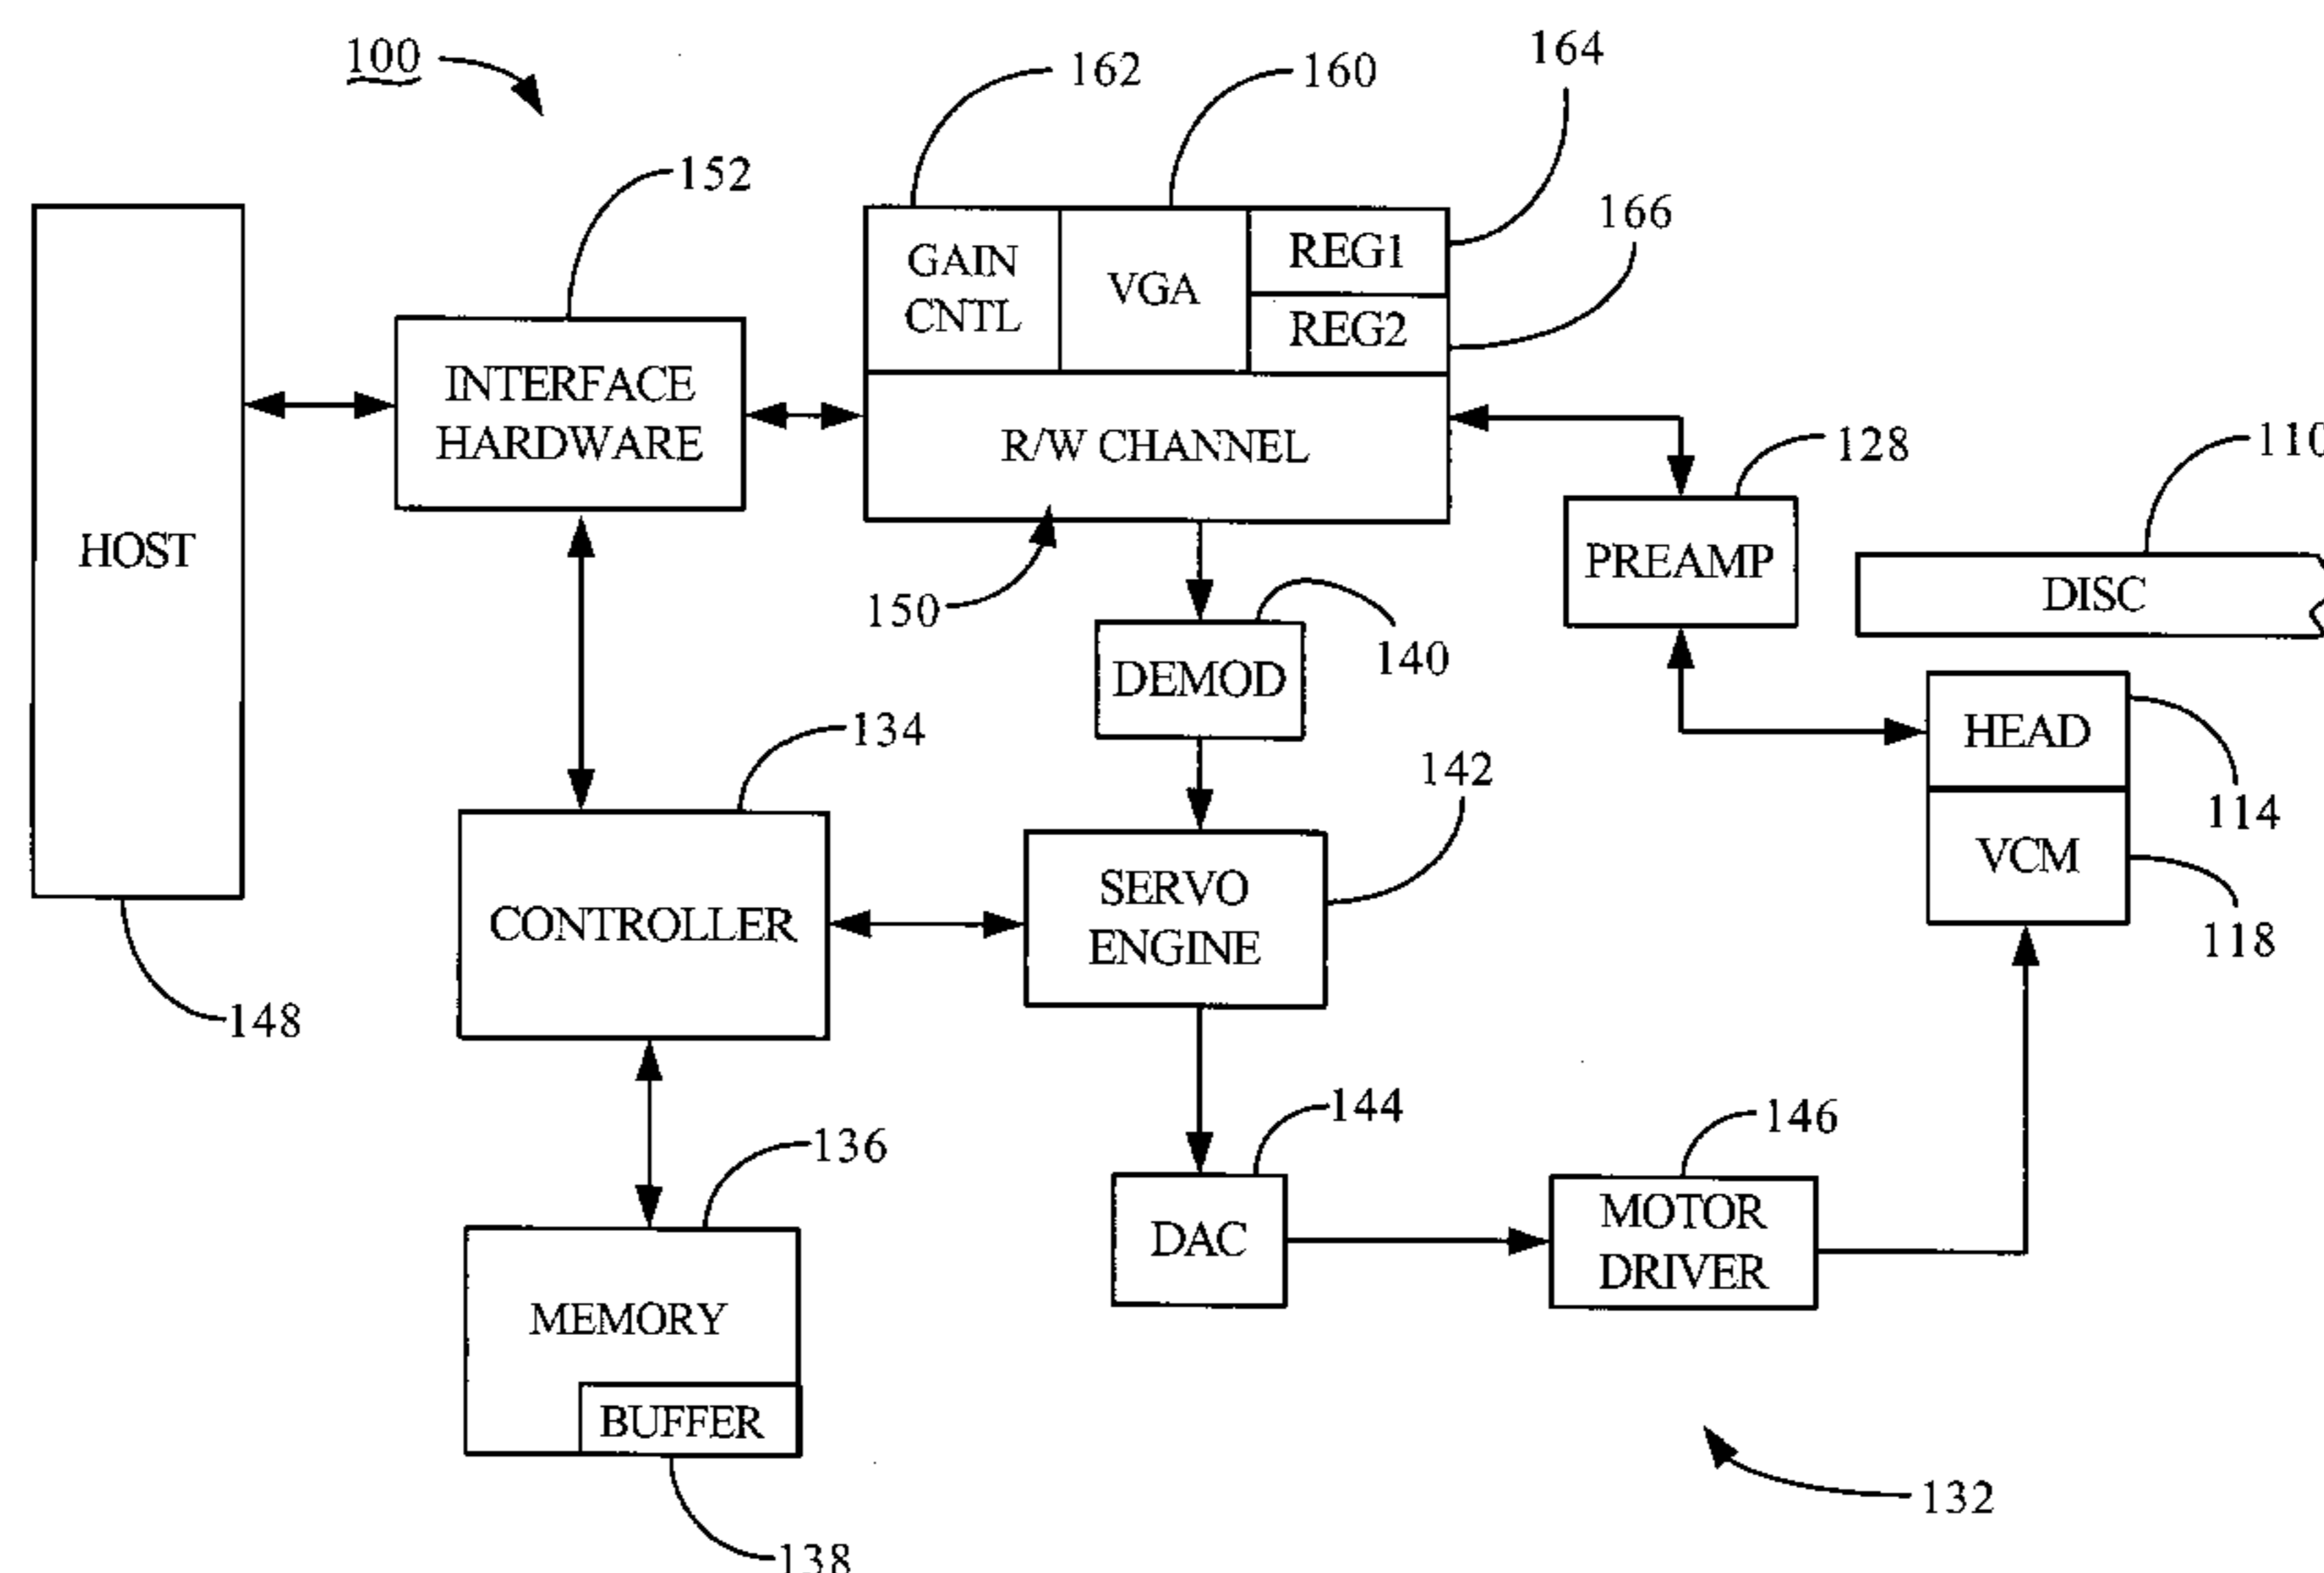 100
162
160
164
152
166
GAIN
CNTL
VGA
REG1
REG2
INTERFACE
HARDWARE
R/W CHANNEL
128
110
HOST
PREAMP
DISC
150
140
DEMOD
134
HEAD
142
114
VCM
SERVO
ENGINE
CONTROLLER
118
148
144
146
136
DAC
MOTOR
DRIVER
MEMORY
BUFFER
132
138